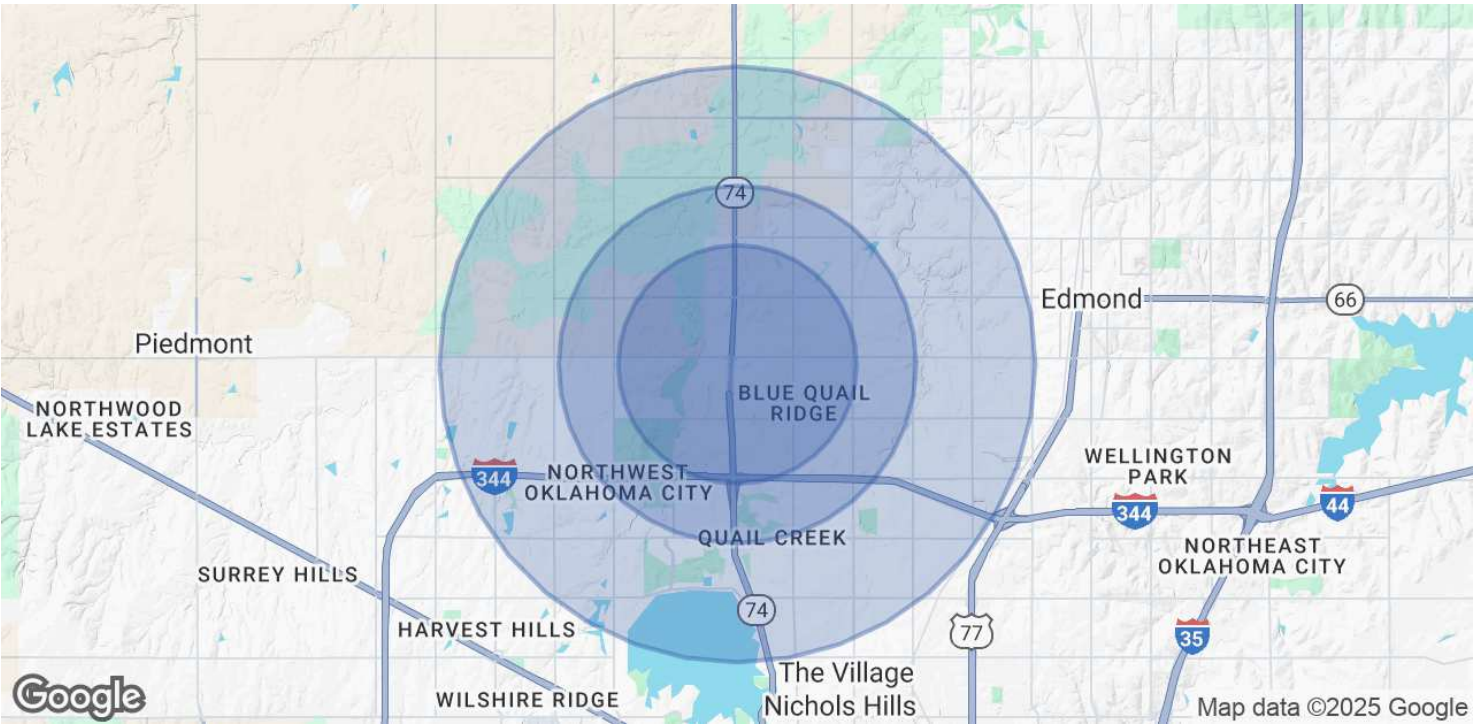 74
Edmond
66
Piedmont
BLUE QUAIL
RIDGE
NORTHWOOD
LAKE ESTATES
WELLINGTON
PARK
344
NORTHWEST
OKLAHOMA CITY
344
44
QUAIL CREEK
NORTHEAST
OKLAHOMA CITY
SURREY HILLS
74
HARVEST HILLS
77
35
The Village
Nichols Hills
WILSHIRE RIDGE
Google
Map data ©2025 Google